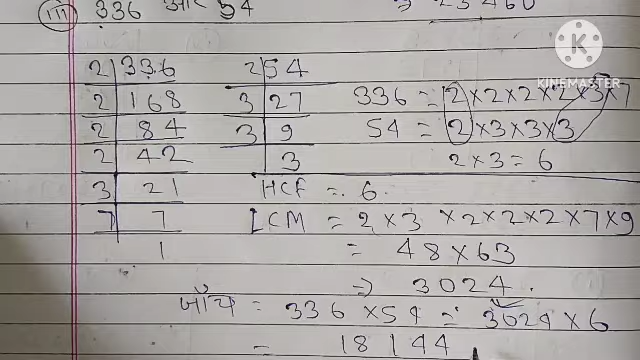 (iii) 336 और 54 ⇒ 23460
KINEMASTER
2 | 336
2 | 168
2 | 84
2 | 42
3 | 21
7 | 7
1
2 | 54
3 | 27
3 | 9
3
336 = 2×2×2×2×3×7
54 = 2×3×3×3
2×3=6
HCF = 6
LCM = 2×3 ×2×2×2×7×9
= 48×63
⇒ 3024.
जाँच = 336×54 = 3024×6
= 18144